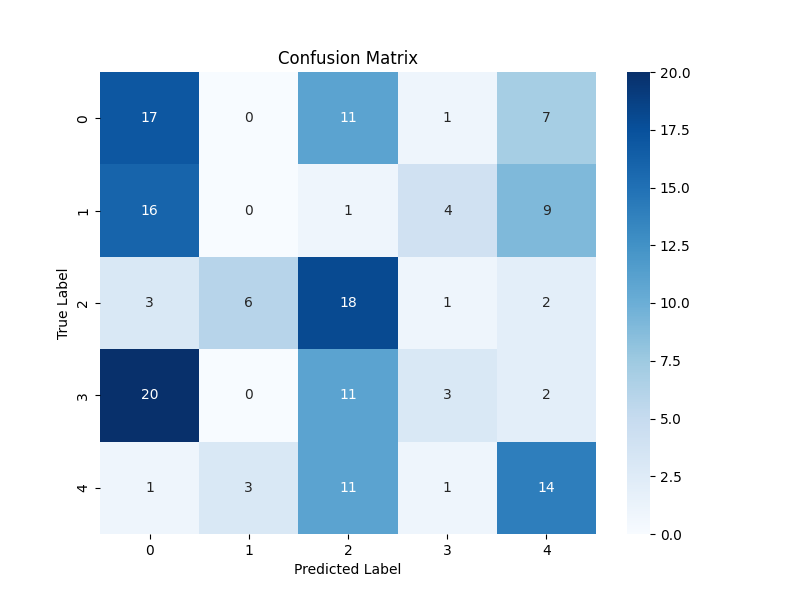 Confusion Matrix
True Label
0 17 0 11 1 7
1 16 0 1 4 9
2 3 6 18 1 2
3 20 0 11 3 2
4 1 3 11 1 14
0 1 2 3 4
Predicted Label
20.0
17.5
15.0
12.5
10.0
7.5
5.0
2.5
0.0